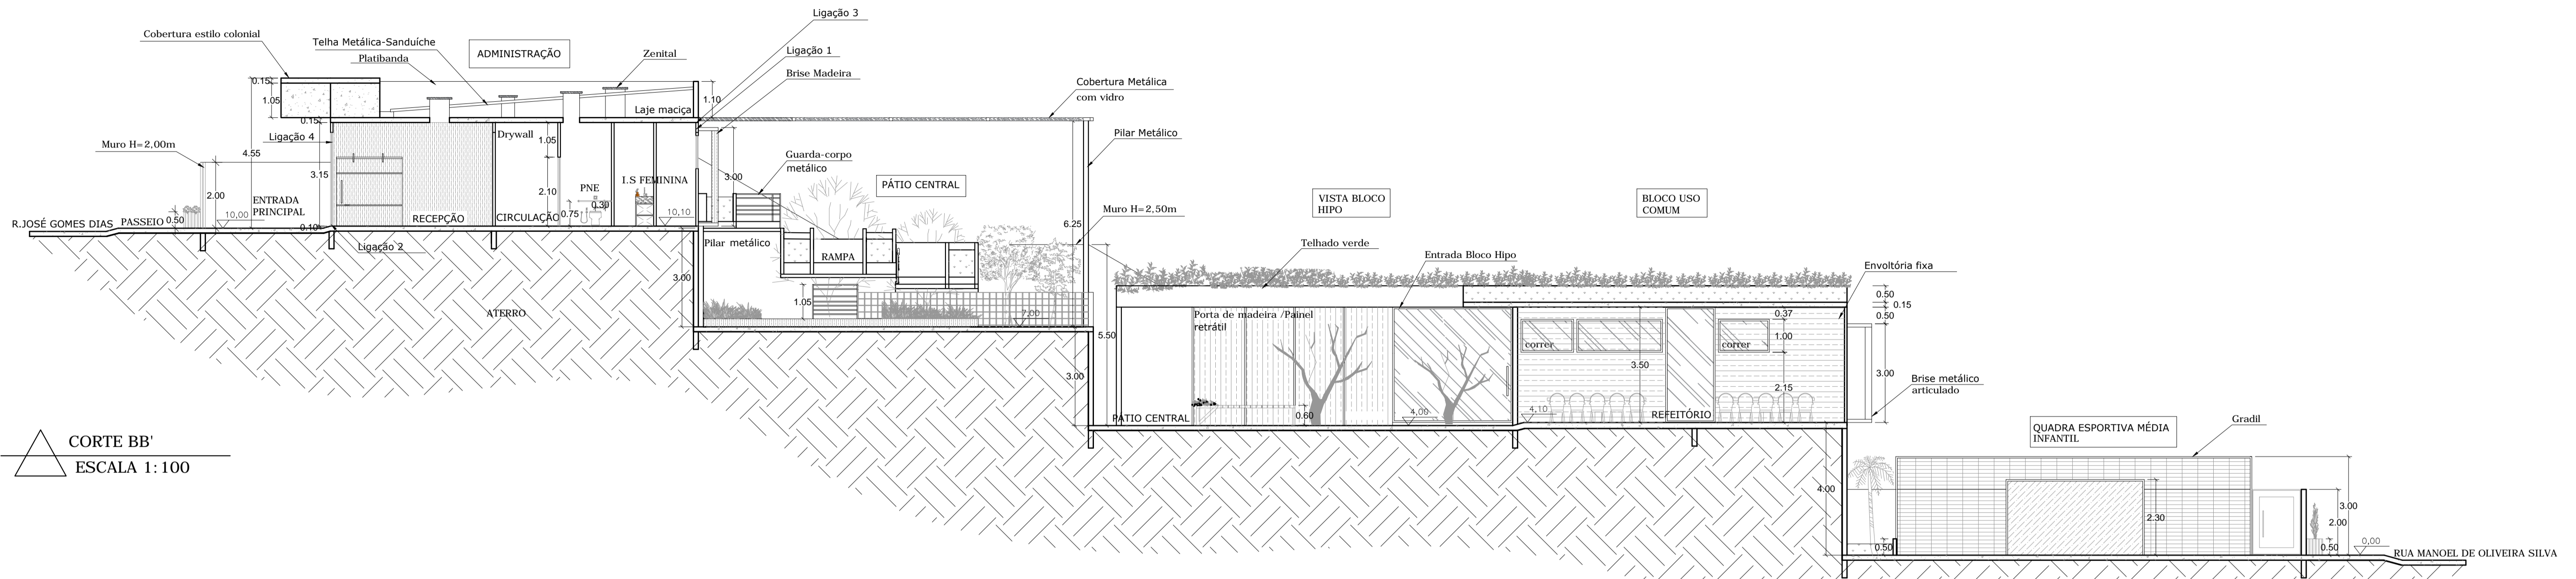 Ligação 3
Cobertura estilo colonial
Telha Metálica-Sanduíche
Platibanda
ADMINISTRAÇÃO
Zenital
Ligação 1
Brise Madeira
Cobertura Metálica
com vidro
0.15
1.05
1.10
Laje maciça
0.15
Ligação 4
Drywall
1.05
Pilar Metálico
Muro H=2,00m
4.55
3.15
2.00
0.50
10,00
ENTRADA
PRINCIPAL
RECEPÇÃO
CIRCULAÇÃO
2.10
PNE
0.39
0.75
I.S FEMININA
10,10
3.00
Guarda-corpo
metálico
PÁTIO CENTRAL
Muro H=2,50m
6.25
R.JOSÉ GOMES DIAS
PASSEIO
0.10
Ligação 2
Pilar metálico
RAMPA
3.00
1.05
7,00
ATERRO
VISTA BLOCO
HIPO
BLOCO USO
COMUM
Telhado verde
Entrada Bloco Hipo
Envoltória fixa
0.50
0.15
0.37
0.50
Porta de madeira /Painel
retrátil
5.50
3.00
correr
correr
1.00
3.50
2.15
3.00
Brise metálico
articulado
PÁTIO CENTRAL
0.60
4,00
4,10
REFEITÓRIO
CORTE BB'
ESCALA 1:100
QUADRA ESPORTIVA MÉDIA
INFANTIL
Gradil
4.00
0.50
2.30
3.00
2.00
0.50
0,00
RUA MANOEL DE OLIVEIRA SILVA